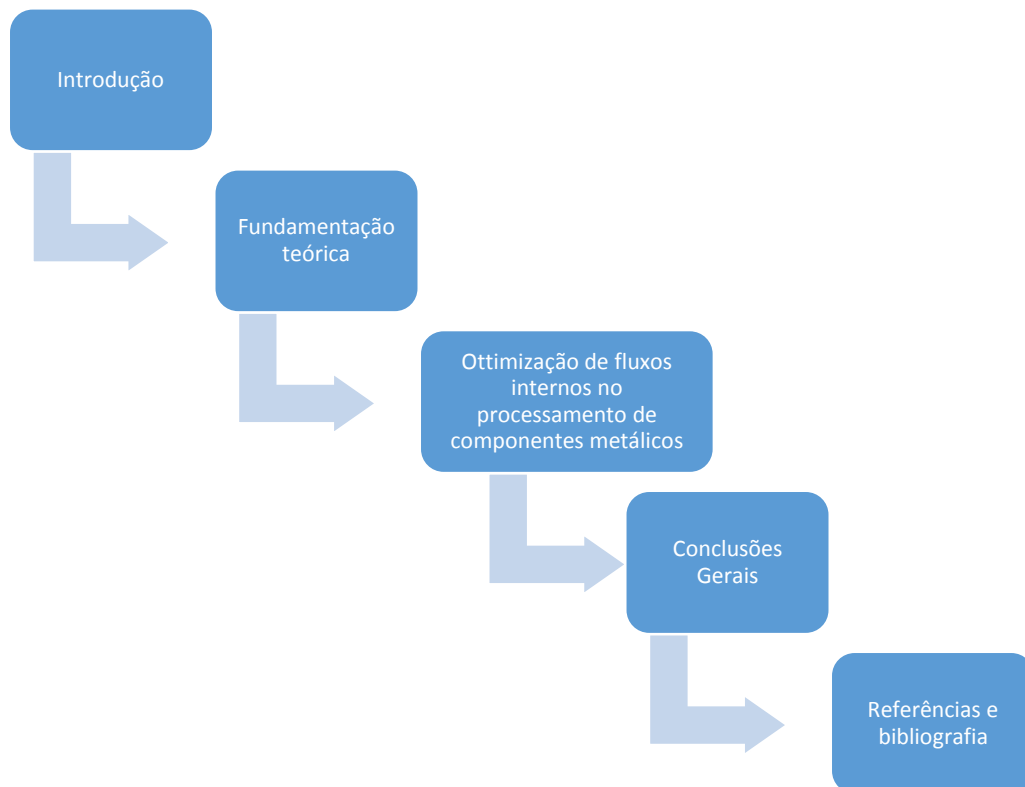 Introdução
Fundamentação
teórica
Ottimização de fluxos
internos no
processamento de
componentes metálicos
Conclusões
Gerais
Referências e
bibliografia